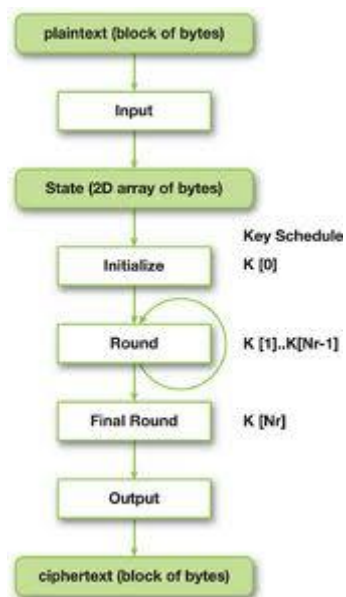 plaintext (block of bytes)
Input
State (2D array of bytes)
Key Schedule
Initialize K [0]
Round K [1]..K[Nr-1]
Final Round K [Nr]
Output
ciphertext (block of bytes)